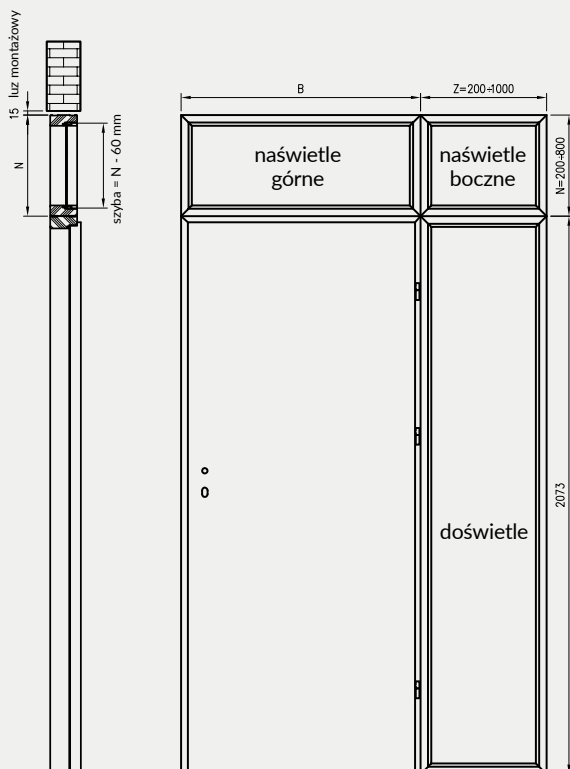 15 luz montażowy
N
szyba = N - 60 mm
B
Z=200÷1000
naświetle
górne
naświetle
boczne
N=200÷800
doświetle
2073